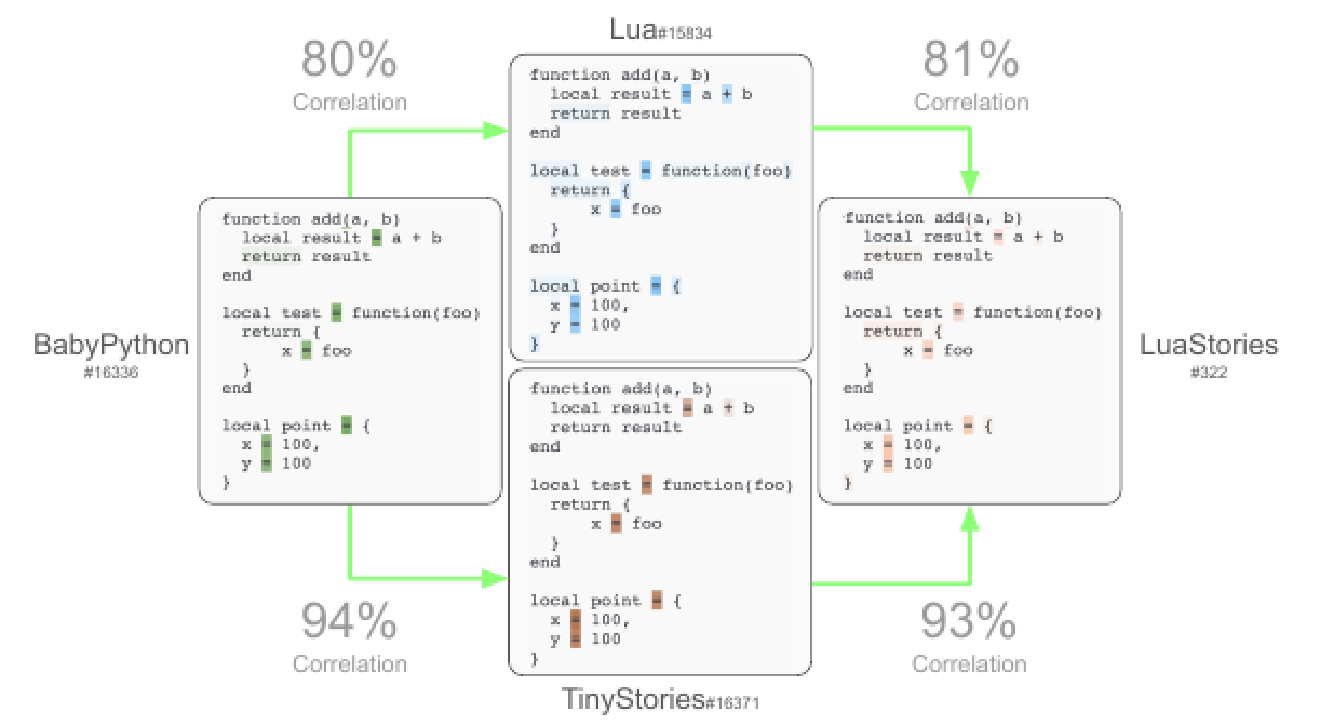 Lua#15834
80%
Correlation
81%
Correlation
function add(a, b)
  local result = a + b
  return result
end

local test = function(foo)
  return {
      x = foo
  }
end

local point = {
  x = 100,
  y = 100
}
BabyPython
#16336
function add(a, b)
  local result = a + b
  return result
end

local test = function(foo)
  return {
      x = foo
  }
end

local point = {
  x = 100,
  y = 100
}
function add(a, b)
  local result = a + b
  return result
end

local test = function(foo)
  return {
      x = foo
  }
end

local point = {
  x = 100,
  y = 100
}
LuaStories
#322
function add(a, b)
  local result = a + b
  return result
end

local test = function(foo)
  return {
      x = foo
  }
end

local point = {
  x = 100,
  y = 100
}
94%
Correlation
93%
Correlation
TinyStories#16371